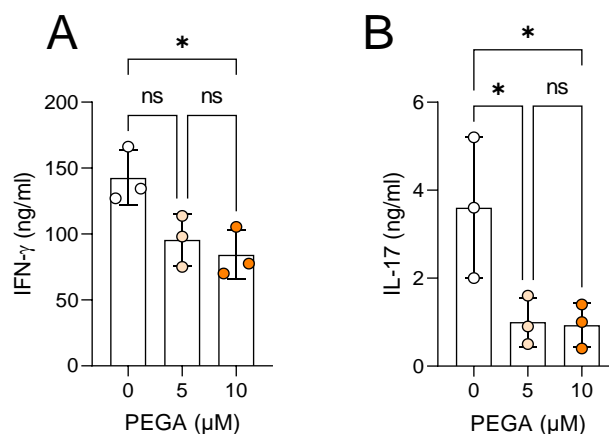 A
*
ns ns
200
150
100
50
0
IFN-γ (ng/ml)
0 5 10
PEGA (µM)
B
*
* ns
6
4
2
0
IL-17 (ng/ml)
0 5 10
PEGA (µM)